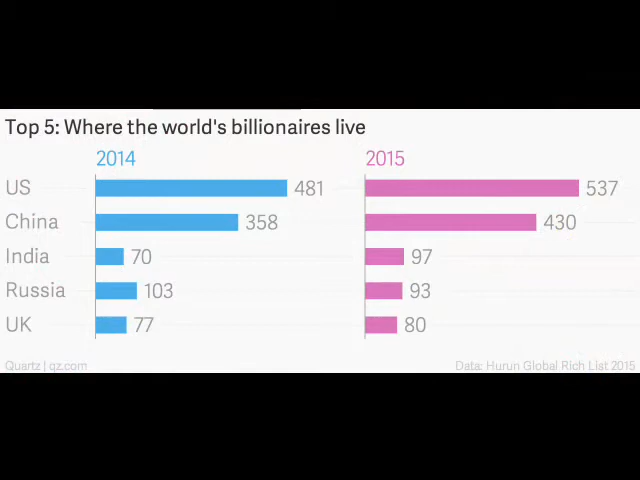 Top 5: Where the world's billionaires live
2014 2015
US 481 537
China 358 430
India 70 97
Russia 103 93
UK 77 80
Quartz | qz.com Data: Hurun Global Rich List 2015